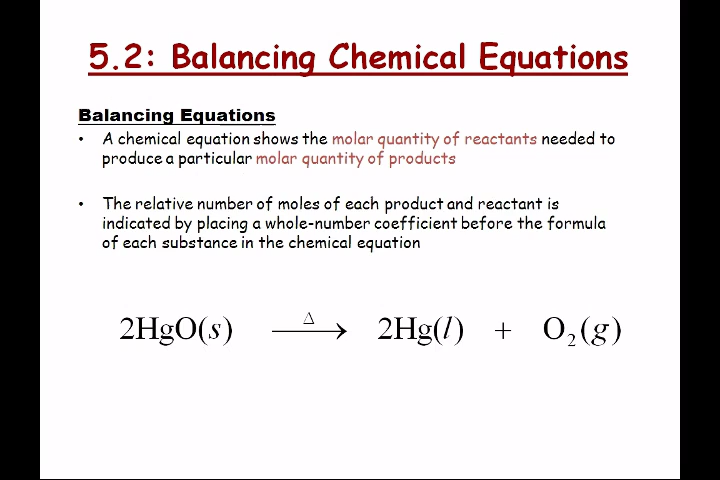 5.2: Balancing Chemical Equations
Balancing Equations
• A chemical equation shows the molar quantity of reactants needed to
produce a particular molar quantity of products
• The relative number of moles of each product and reactant is
indicated by placing a whole-number coefficient before the formula
of each substance in the chemical equation
Δ
2HgO(s) ⟶ 2Hg(l) + O₂(g)